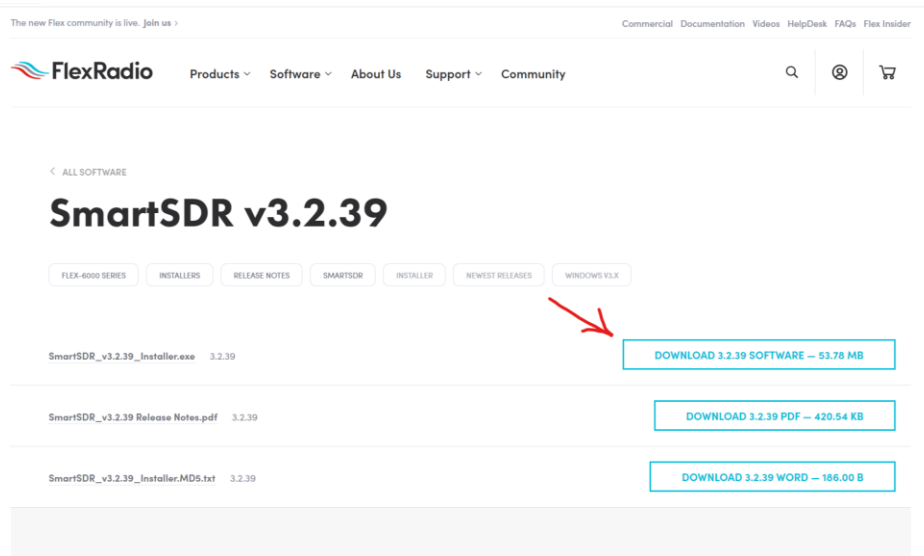 The new Flex community is live. Join us >
Commercial Documentation Videos HelpDesk FAQs Flex Insider
FlexRadio Products Software About Us Support Community
ALL SOFTWARE
SmartSDR v3.2.39
FLEX-6000 SERIES INSTALLERS RELEASE NOTES SMARTSDR INSTALLER NEWEST RELEASES WINDOWS V3.X
SmartSDR_v3.2.39_Installer.exe 3.2.39 DOWNLOAD 3.2.39 SOFTWARE — 53.78 MB
SmartSDR_v3.2.39 Release Notes.pdf 3.2.39 DOWNLOAD 3.2.39 PDF — 420.54 KB
SmartSDR_v3.2.39_Installer.MD5.txt 3.2.39 DOWNLOAD 3.2.39 WORD — 186.00 B